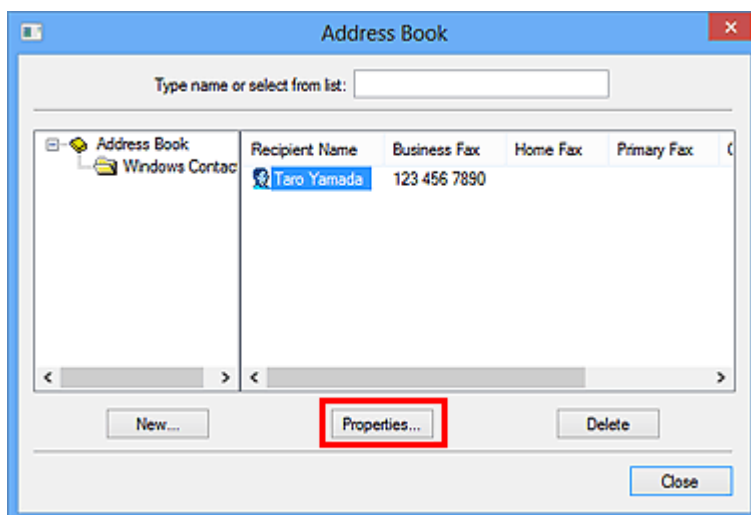 Address Book
Type name or select from list:
Address Book
Windows Contac
Recipient Name Business Fax Home Fax Primary Fax
Taro Yamada 123 456 7890
New... Properties... Delete
Close